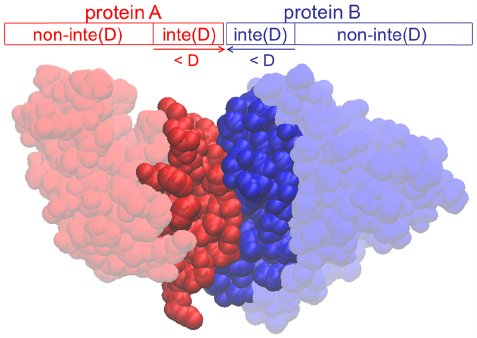 protein A protein B
non-inte(D) inte(D) inte(D) non-inte(D)
< D < D